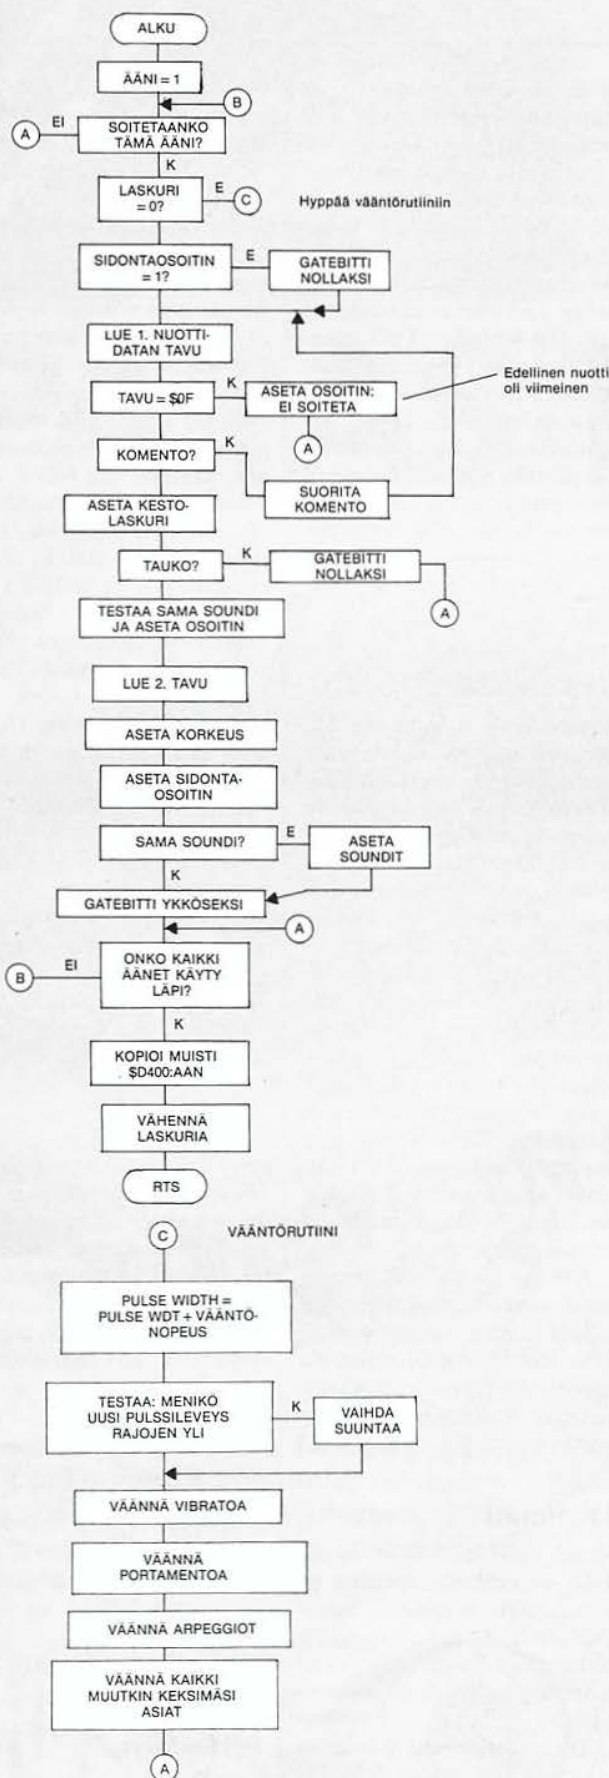 ALKU
ÄÄNI = 1
B
A
EI
SOITETAANKO
TÄMÄ ÄÄNI?
K
LASKURI
= 0?
E
C
Hyppää vääntörutiiniin
SIDONTAOSOITIN
= 1?
E
GATEBITTI
NOLLAKSI
LUE 1. NUOTTI-
DATAN TAVU
TAVU = $0F
K
ASETA OSOITIN:
EI SOITETA
Edellinen nuotti
oli viimeinen
A
KOMENTO?
K
SUORITA
KOMENTO
ASETA KESTO-
LASKURI
TAUKO?
K
GATEBITTI
NOLLAKSI
A
TESTAA SAMA SOUNDI
JA ASETA OSOITIN
LUE 2. TAVU
ASETA KORKEUS
ASETA SIDONTA-
OSOITIN
SAMA SOUNDI?
E
ASETA
SOUNDIT
K
GATEBITTI YKKÖSEKSI
A
B
EI
ONKO KAIKKI
ÄÄNET KÄYTY
LÄPI?
K
KOPIOI MUISTI
$D400:AAN
VÄHENNÄ
LASKURIA
RTS
C
VÄÄNTÖRUTIINI
PULSE WIDTH =
PULSE WDT + VÄÄNTÖ-
NOPEUS
TESTAA: MENIKÖ
UUSI PULSSILEVEYS
RAJOJEN YLI
K
VAIHDA
SUUNTAA
VÄÄNNÄ VIBRATOA
VÄÄNNÄ
PORTAMENTOA
VÄÄNNÄ ARPEGGIOT
VÄÄNNÄ KAIKKI
MUUTKIN KEKSIMÄSI
ASIAT
A